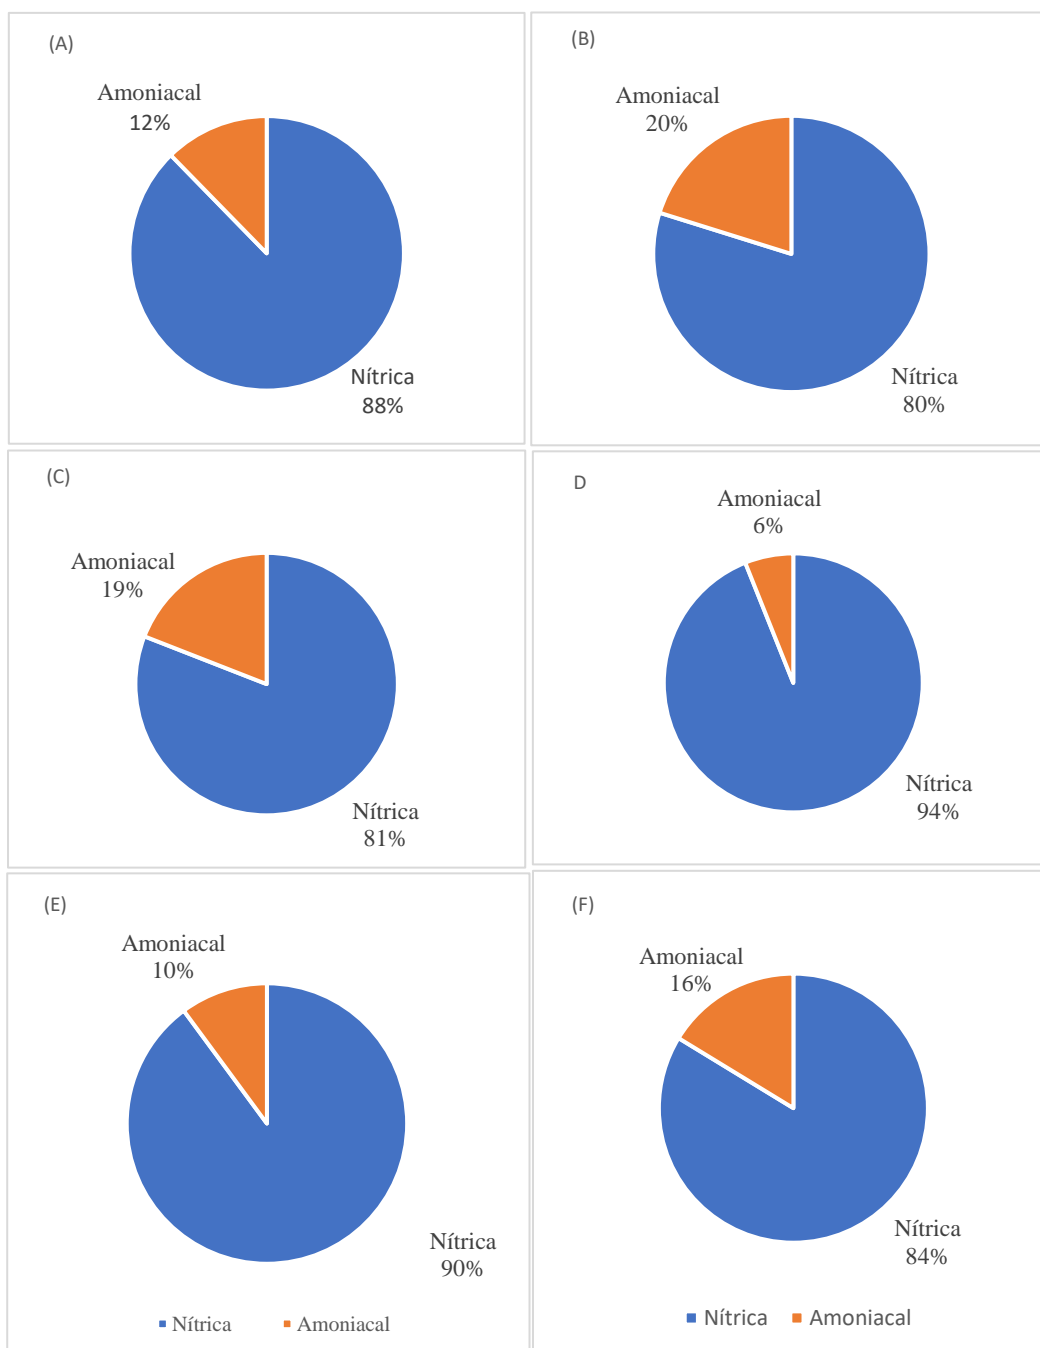 (A)
Amoniacal
12%
Nítrica
88%
(B)
Amoniacal
20%
Nítrica
80%
(C)
Amoniacal
19%
Nítrica
81%
D
Amoniacal
6%
Nítrica
94%
(E)
Amoniacal
10%
Nítrica
90%
Nítrica Amoniacal
(F)
Amoniacal
16%
Nítrica
84%
Nítrica Amoniacal